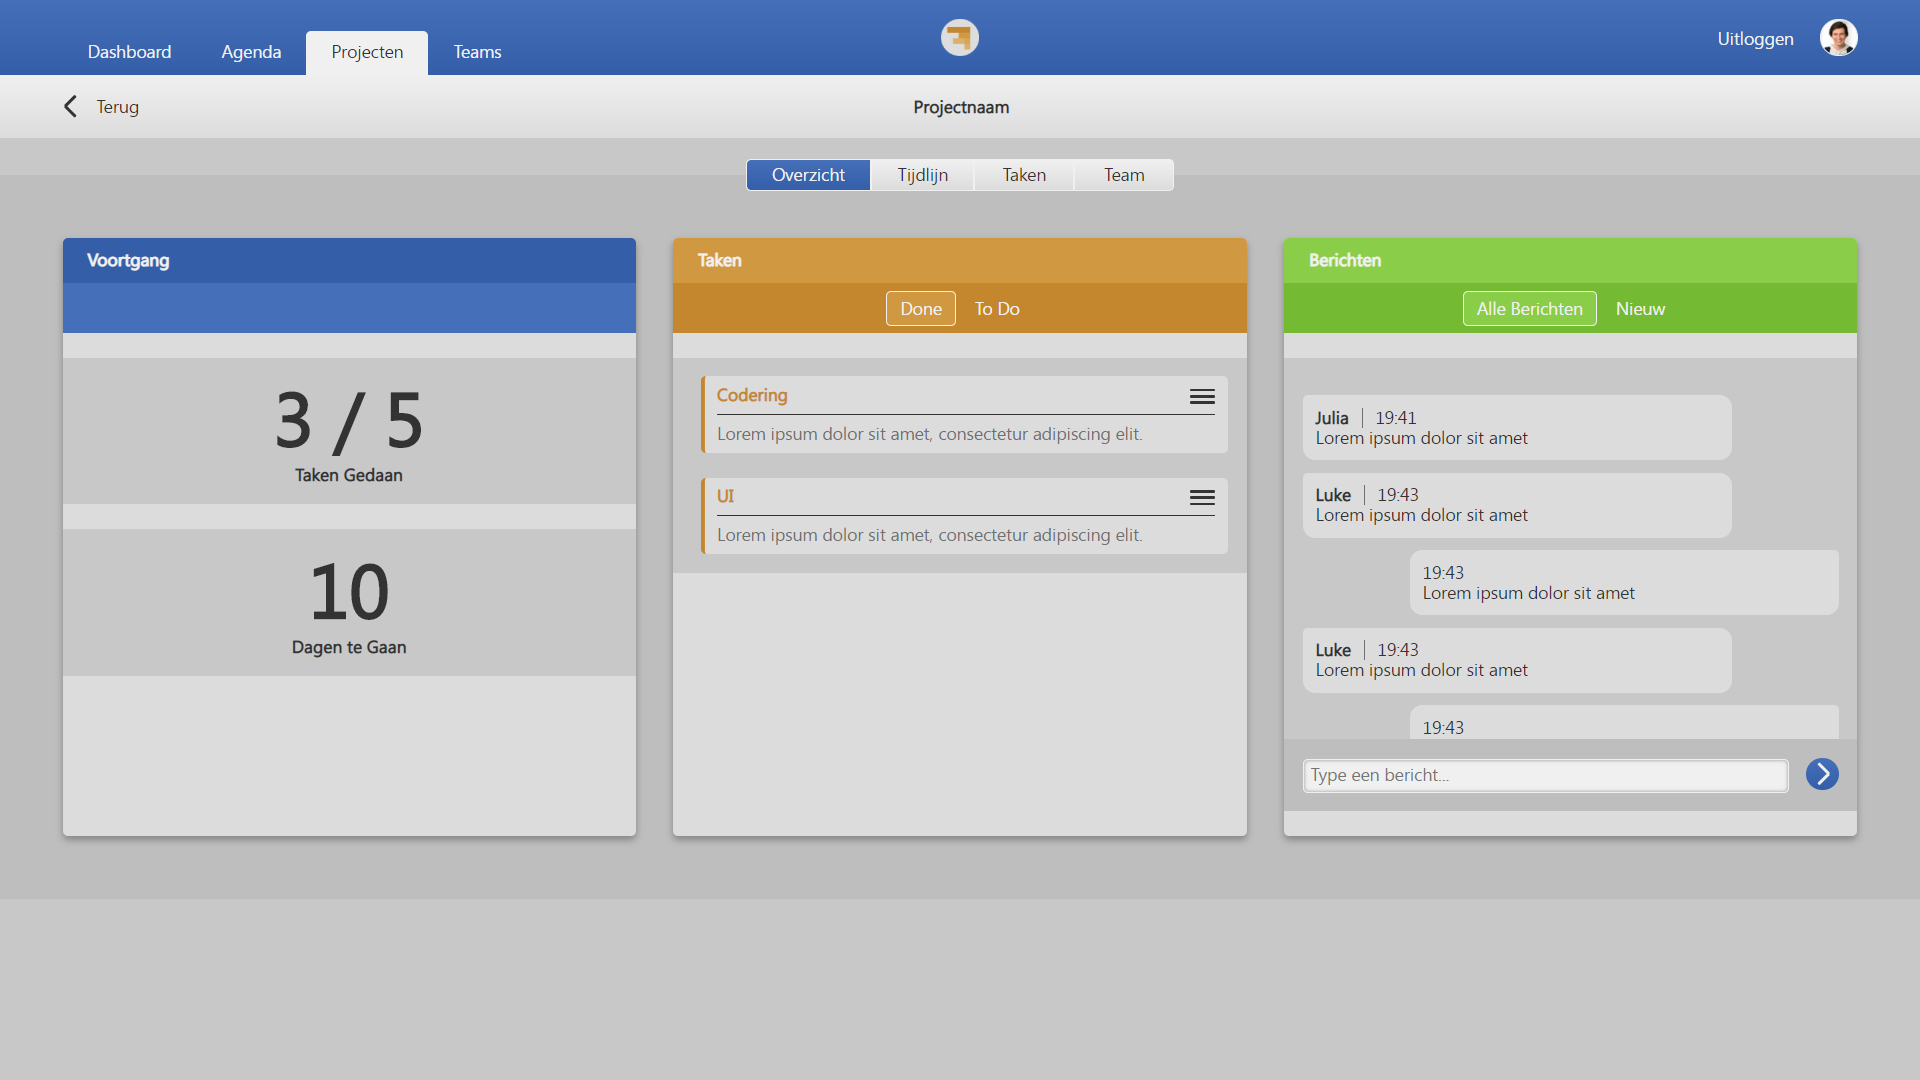 Dashboard
Agenda
Projecten
Teams
Uitloggen
Terug
Projectnaam
Overzicht
Tijdlijn
Taken
Team
Voortgang
3 / 5
Taken Gedaan
10
Dagen te Gaan
Taken
Done
To Do
Codering
Lorem ipsum dolor sit amet, consectetur adipiscing elit.
UI
Lorem ipsum dolor sit amet, consectetur adipiscing elit.
Berichten
Alle Berichten
Nieuw
Julia 19:41
Lorem ipsum dolor sit amet
Luke 19:43
Lorem ipsum dolor sit amet
19:43
Lorem ipsum dolor sit amet
Luke 19:43
Lorem ipsum dolor sit amet
19:43
Type een bericht...